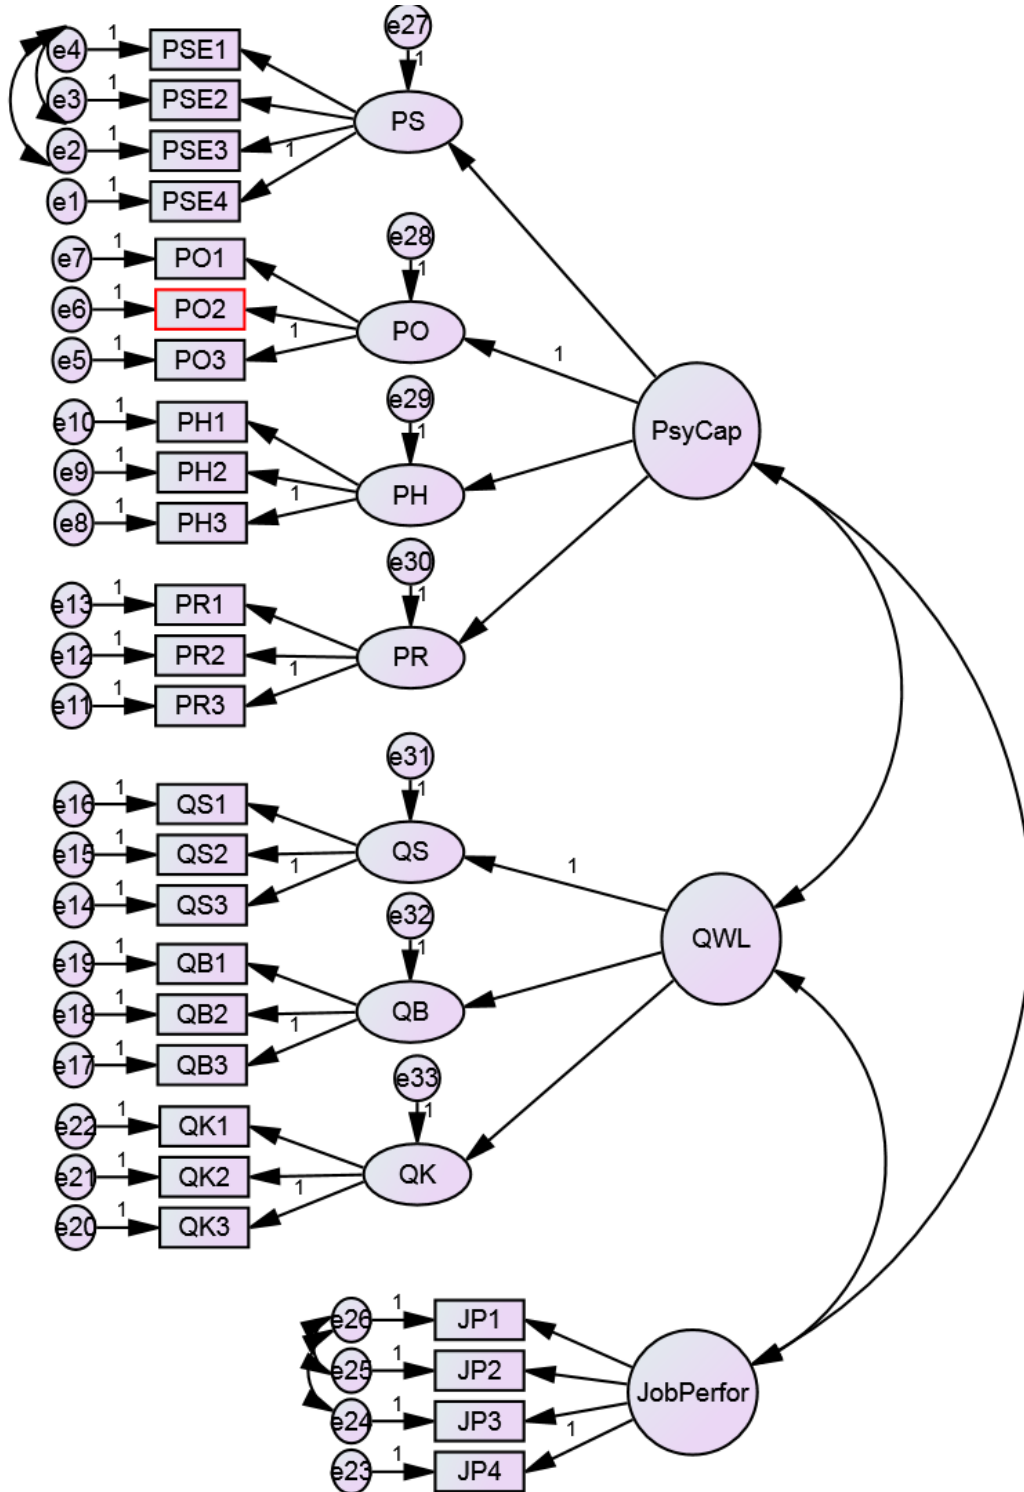 e27
e4 1 PSE1
1
e3 1 PSE2
PS
e2 1 PSE3
1
e1 1 PSE4
e28
e7 1 PO1
1
e6 1 PO2
PO
1
e5 1 PO3
1
e29
e10 1 PH1
1
PsyCap
e9 1 PH2
PH
1
e8 1 PH3
e30
e13 1 PR1
1
e12 1 PR2
PR
1
e11 1 PR3
e31
e16 1 QS1
1
e15 1 QS2
QS
1
1
e14 1 QS3
e32
QWL
e19 1 QB1
1
e18 1 QB2
QB
1
e17 1 QB3
e33
e22 1 QK1
1
e21 1 QK2
QK
1
e20 1 QK3
e26 1 JP1
e25 1 JP2
JobPerfor
e24 1 JP3
1
e23 1 JP4